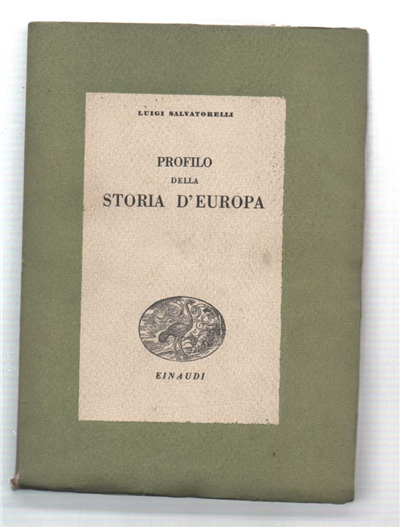 LUIGI SALVATORELLI
PROFILO
DELLA
STORIA D'EUROPA
EINAUDI